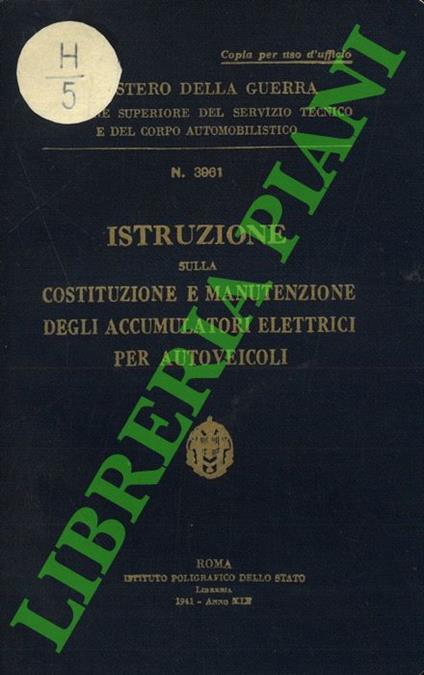 Copia per uso d'ufficio
H
5
STERO DELLA GUERRA
NE SUPERIORE DEL SERVIZIO TECNICO
E DEL CORPO AUTOMOBILISTICO
N. 3961
ISTRUZIONE
SULLA
COSTITUZIONE E MANUTENZIONE
DEGLI ACCUMULATORI ELETTRICI
PER AUTOVEICOLI
ROMA
ISTITUTO POLIGRAFICO DELLO STATO
LIBRERIA
1941 - ANNO XIX
LIBRERIA PIANI